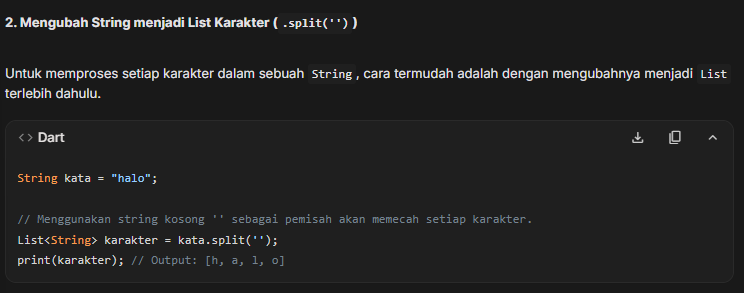 2. Mengubah String menjadi List Karakter ( .split('') )
Untuk memproses setiap karakter dalam sebuah String, cara termudah adalah dengan mengubahnya menjadi List
terlebih dahulu.
<> Dart
String kata = "halo";
// Menggunakan string kosong '' sebagai pemisah akan memecah setiap karakter.
List<String> karakter = kata.split('');
print(karakter); // Output: [h, a, l, o]